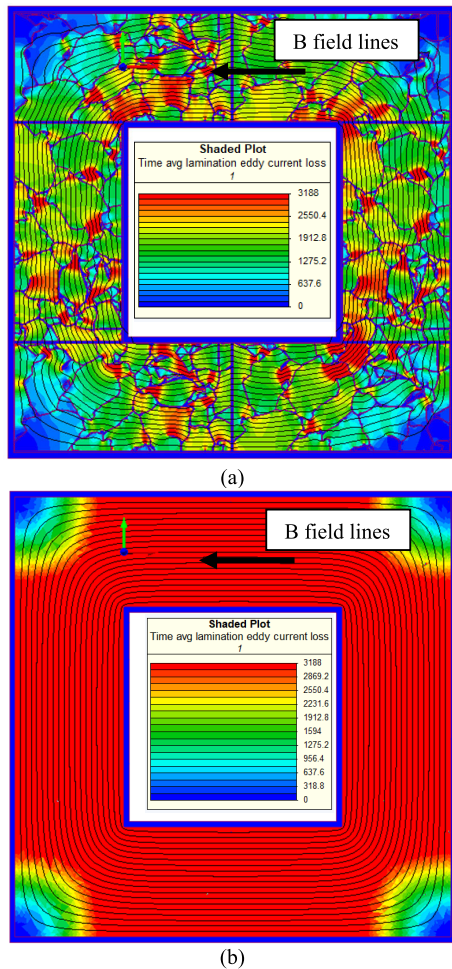 B field lines
Shaded Plot
Time avg lamination eddy current loss
1
3188
2550.4
1912.8
1275.2
637.6
0
(a)
B field lines
Shaded Plot
Time avg lamination eddy current loss
1
3188
2869.2
2550.4
2231.6
1912.8
1594
1275.2
956.4
637.6
318.8
0
(b)